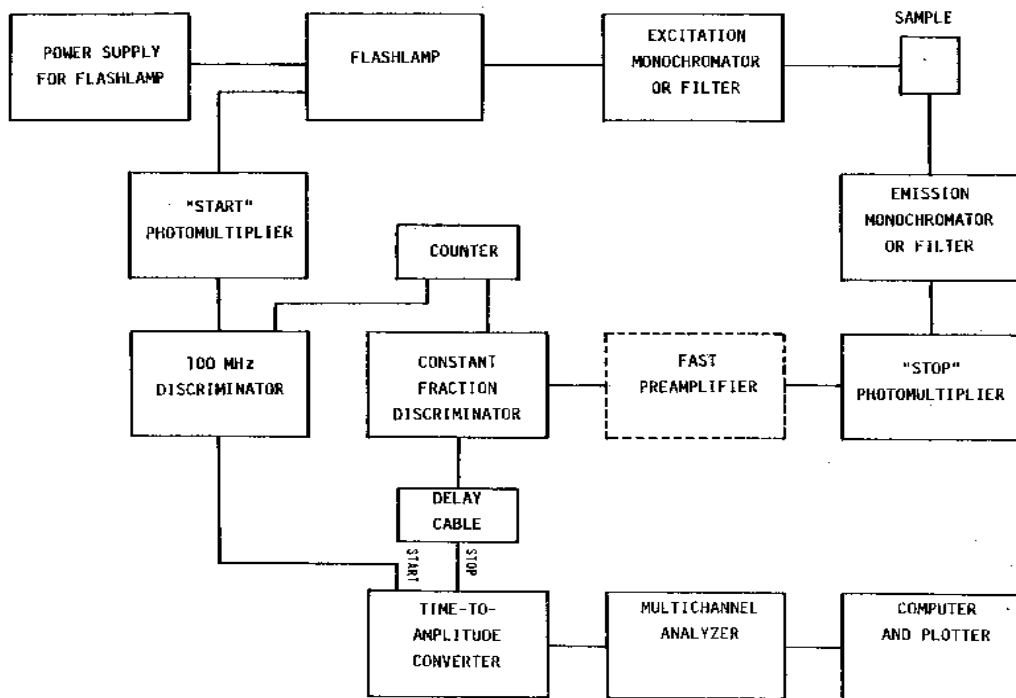 SAMPLE
POWER SUPPLY
FOR FLASHLAMP
FLASHLAMP
EXCITATION
MONOCHROMATOR
OR FILTER
"START"
PHOTOMULTIPLIER
COUNTER
EMISSION
MONOCHROMATOR
OR FILTER
100 MHz
DISCRIMINATOR
CONSTANT
FRACTION
DISCRIMINATOR
FAST
PREAMPLIFIER
"STOP"
PHOTOMULTIPLIER
DELAY
CABLE
START
STOP
TIME-TO-
AMPLITUDE
CONVERTER
MULTICHANNEL
ANALYZER
COMPUTER
AND PLOTTER